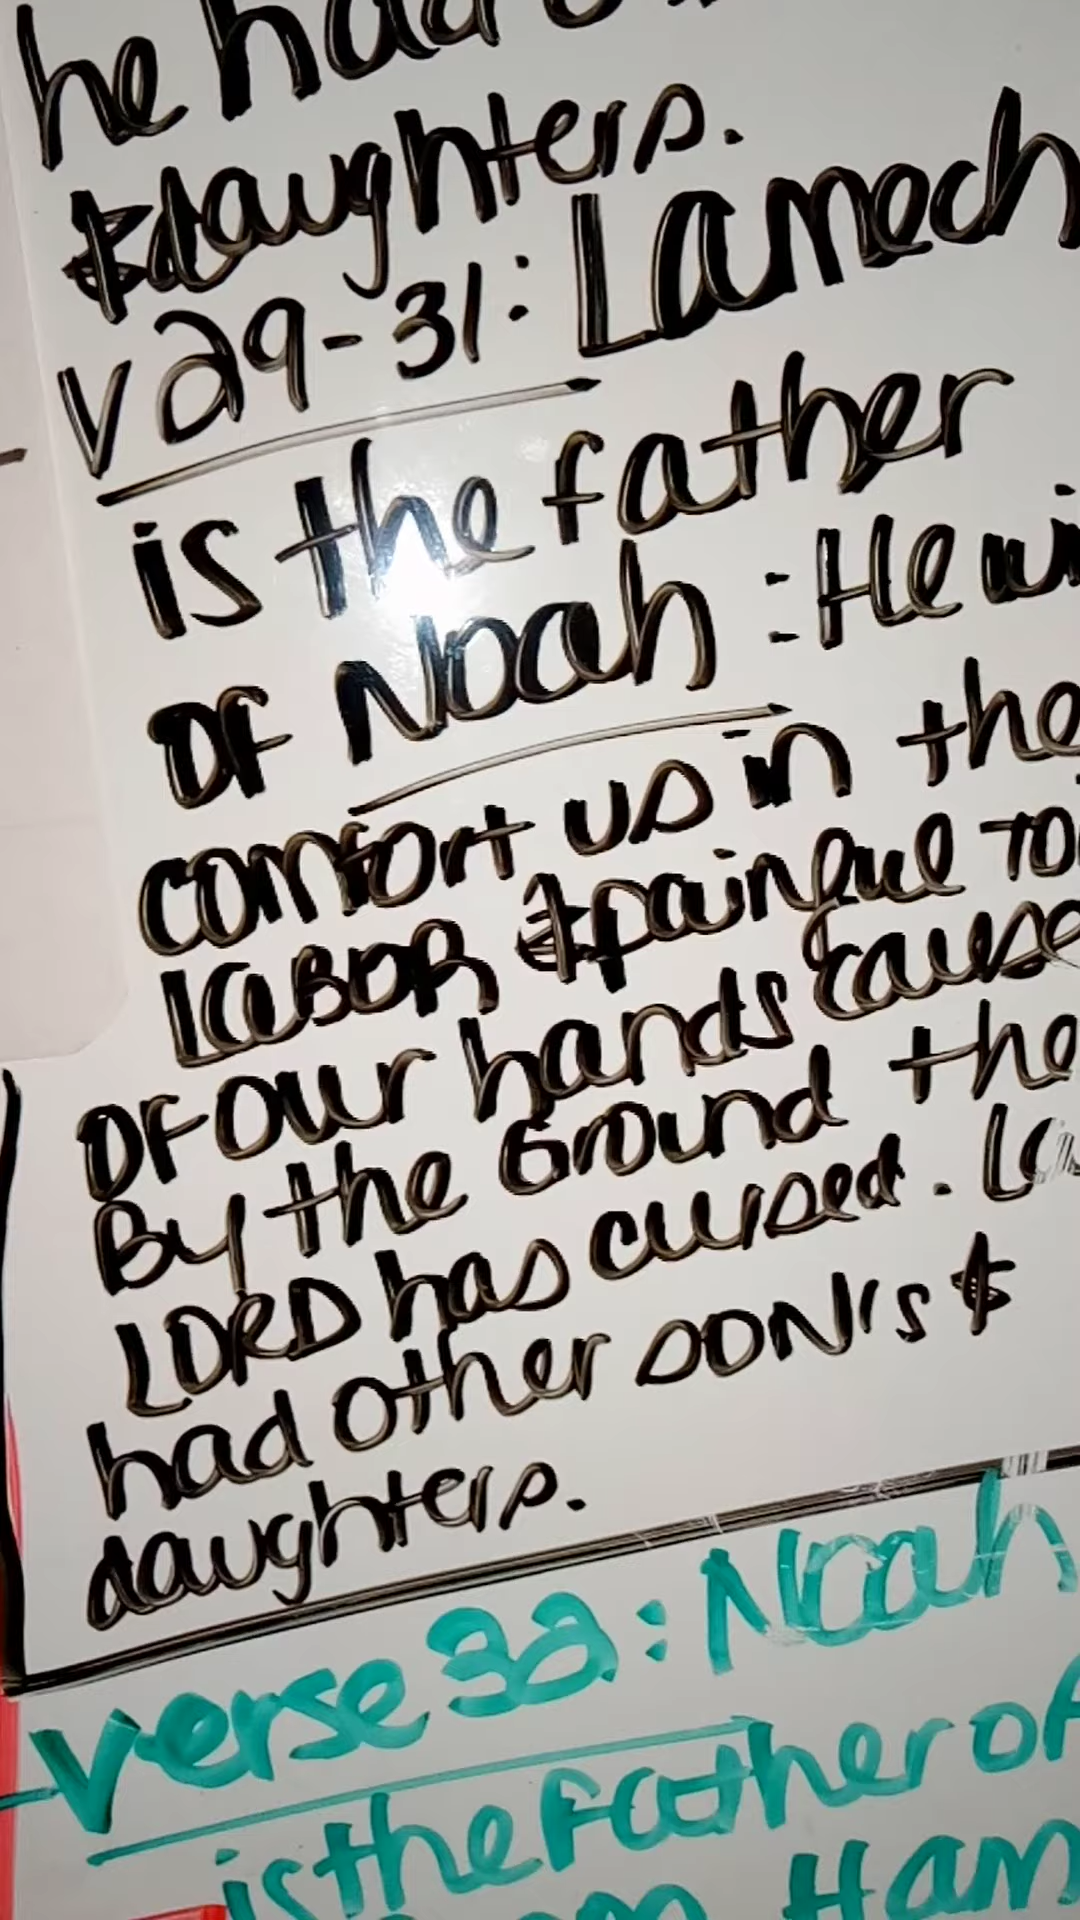 he had
& daughters.
V 29-31: Lamech
is the father
OF Noah :- He
comfort us in the
LABOR & painful
OF our hands cause
By the Ground the
LORD has cursed.
had other SON'S &
daughters.
verse 32: Noah
is the father of
Ham